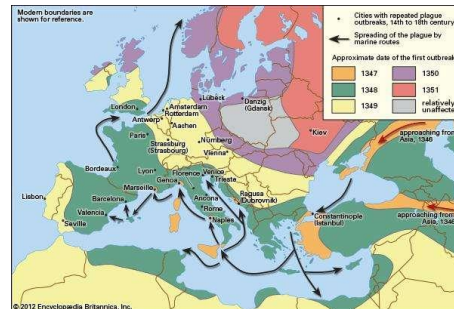 Modern boundaries are
shown for reference.
Cities with repeated plague
outbreaks, 14th to 18th century
Spreading of the plague by
marine routes
Approximate date of the first outbreak
1347
1348
1349
1350
1351
relatively
unaffected
London
Antwerp
Amsterdam
Rotterdam
Aachen
Lübeck
Danzig
(Gdansk)
Paris
Strassburg
(Strasbourg)
Nürnberg
Vienna
Kiev
approaching from
Asia, 1346
Bordeaux
Lyon
Genoa
Marseille
Florence
Venice
Trieste
Ragusa
(Dubrovnik)
Ancona
Rome
Naples
Lisbon
Barcelona
Valencia
Seville
Constantinople
(Istanbul)
approaching from
Asia, 1346
© 2012 Encyclopædia Britannica, Inc.